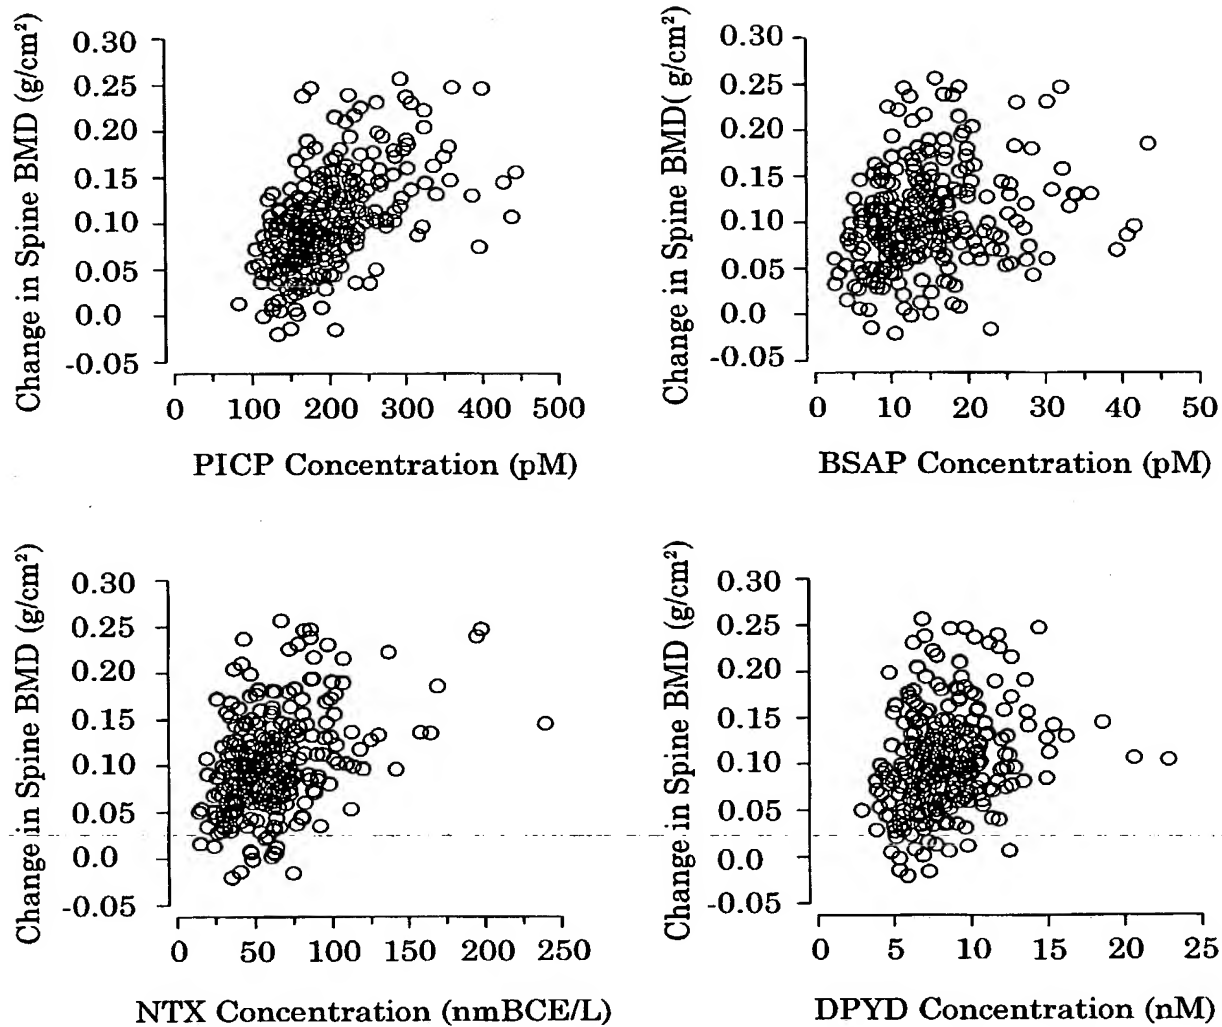 Change in Spine BMD (g/cm²)
0.30
0.25
0.20
0.15
0.10
0.05
0.0
-0.05
0 100 200 300 400 500
PICP Concentration (pM)
Change in Spine BMD( g/cm²)
0.30
0.25
0.20
0.15
0.10
0.05
0.0
-0.05
0 10 20 30 40 50
BSAP Concentration (pM)
Change in Spine BMD (g/cm²)
0.30
0.25
0.20
0.15
0.10
0.05
0.0
-0.05
0 50 100 150 200 250
NTX Concentration (nmBCE/L)
Change in Spine BMD (g/cm²)
0.30
0.25
0.20
0.15
0.10
0.05
0.0
-0.05
0 5 10 15 20 25
DPYD Concentration (nM)